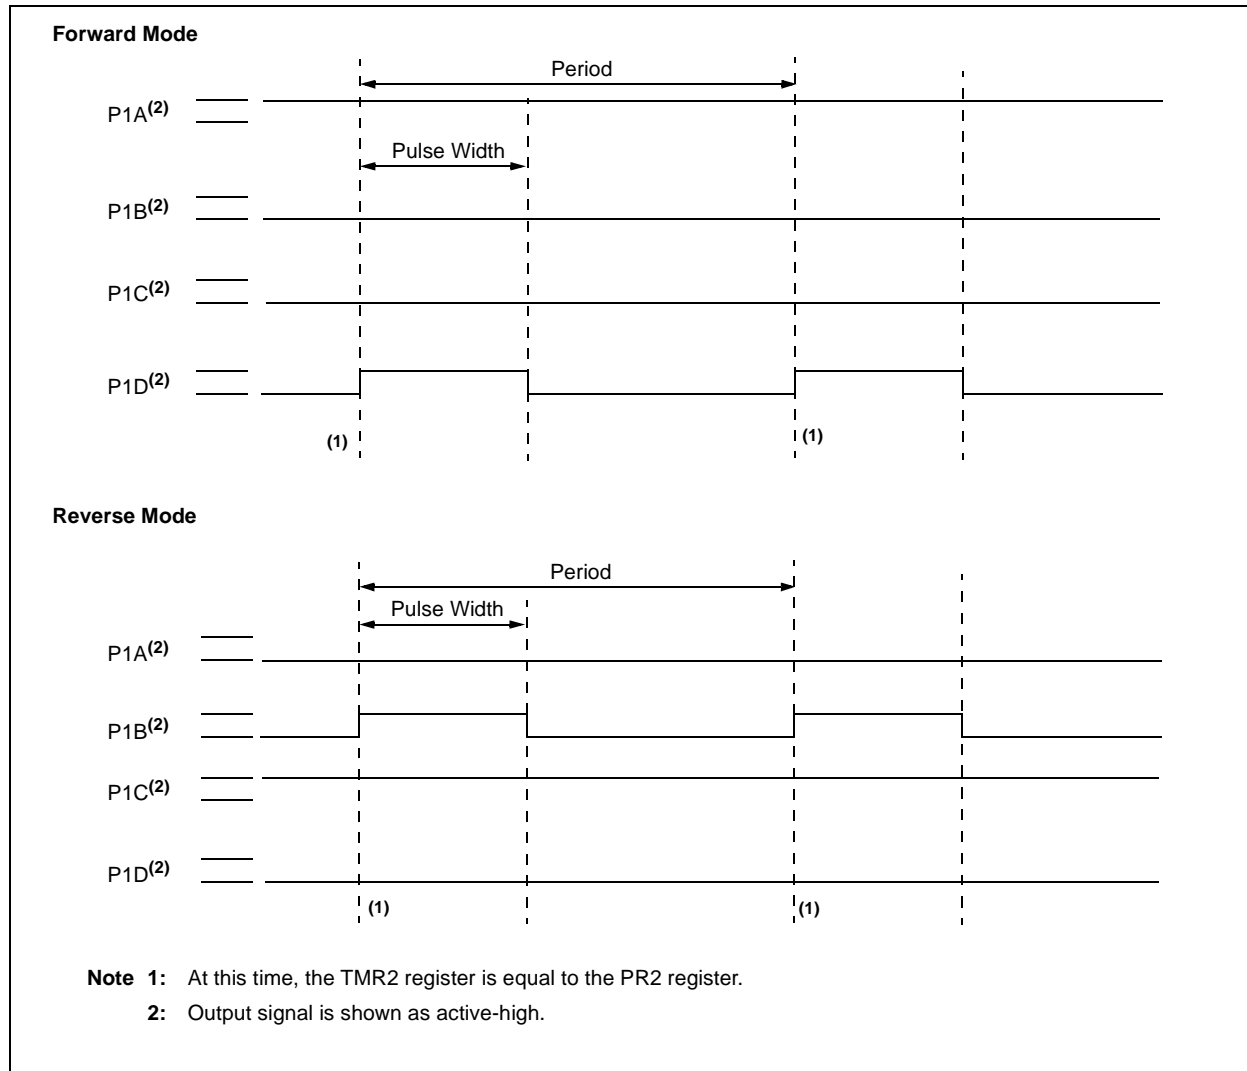 Forward Mode
Period
P1A(2)
Pulse Width
P1B(2)
P1C(2)
P1D(2)
(1)
(1)
Reverse Mode
Period
Pulse Width
P1A(2)
P1B(2)
P1C(2)
P1D(2)
(1)
(1)
Note 1: At this time, the TMR2 register is equal to the PR2 register.
2: Output signal is shown as active-high.